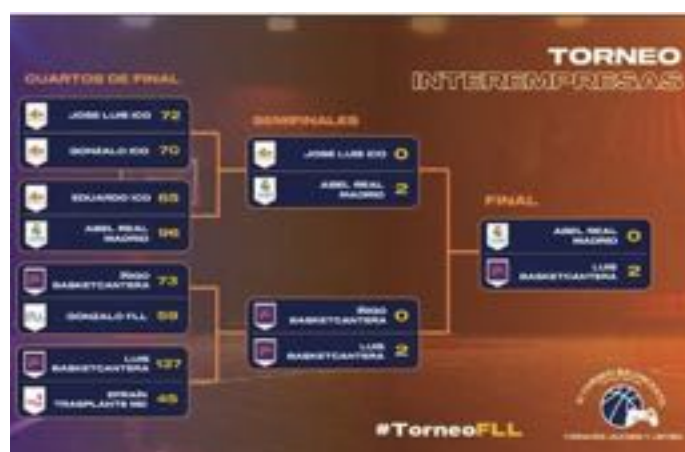 TORNEO
INTEREMPRESAS
CUARTOS DE FINAL
JOSE LUIS ICO 72
GONZALO ICO 70
EDUARDO ICO 65
ABEL REAL
MADRID 96
IÑIGO
BASKETCANTERA 73
GONZALO FLL 59
LUIS
BASKETCANTERA 137
EFRAÍN
TRASPLANTE 45
SEMIFINALES
JOSE LUIS ICO 0
ABEL REAL
MADRID 2
IÑIGO
BASKETCANTERA 0
LUIS
BASKETCANTERA 2
FINAL
ABEL REAL
MADRID 0
LUIS
BASKETCANTERA 2
#TorneoFLL